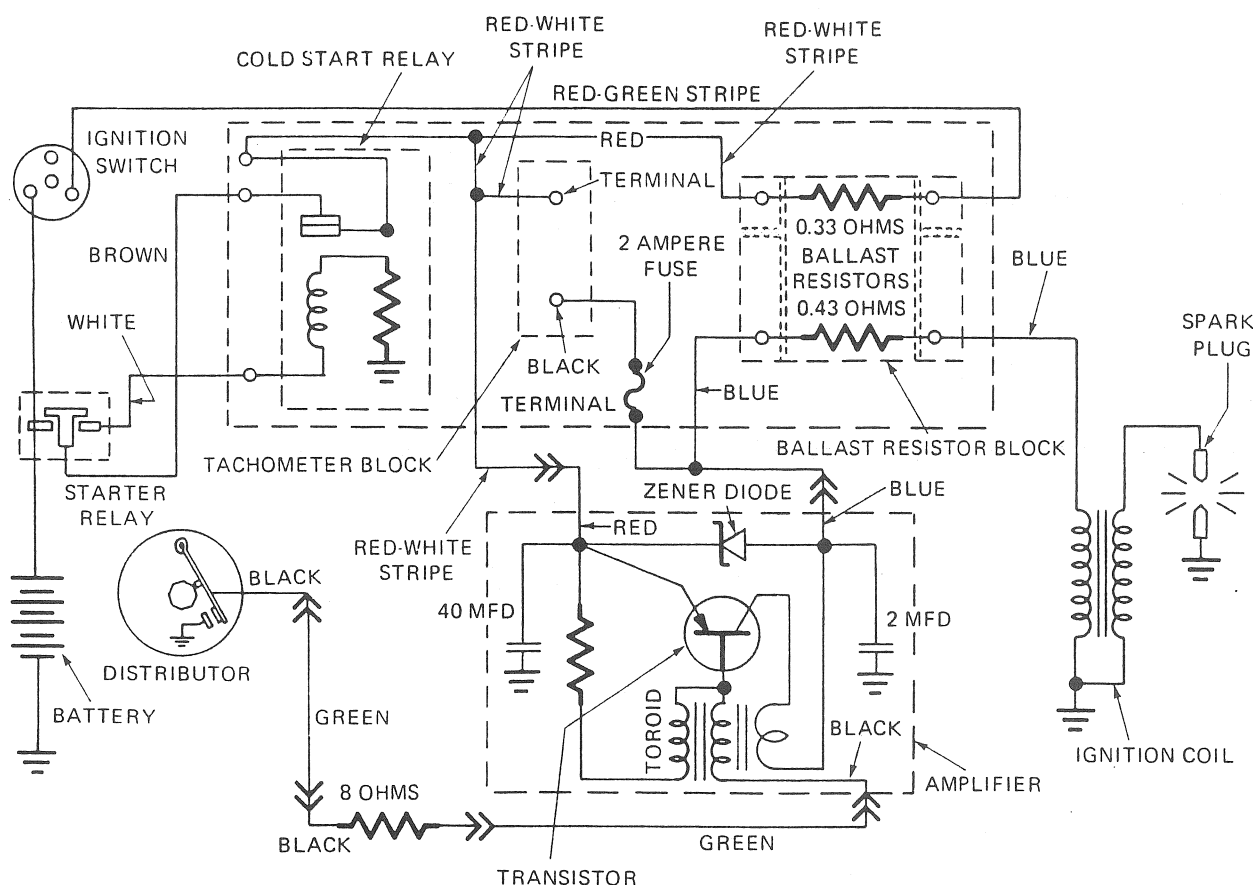 RED-WHITE
STRIPE
RED-WHITE
STRIPE
COLD START RELAY
RED-GREEN STRIPE
IGNITION
SWITCH
RED
TERMINAL
0.33 OHMS
BALLAST
RESISTORS
0.43 OHMS
2 AMPERE
FUSE
BROWN
BLUE
WHITE
SPARK
PLUG
BLACK
TERMINAL
BLUE
TACHOMETER BLOCK
BALLAST RESISTOR BLOCK
STARTER
RELAY
ZENER DIODE
BLUE
RED
RED-WHITE
STRIPE
BLACK
40 MFD
2 MFD
DISTRIBUTOR
BATTERY
GREEN
TOROID
BLACK
IGNITION COIL
AMPLIFIER
8 OHMS
BLACK
GREEN
TRANSISTOR